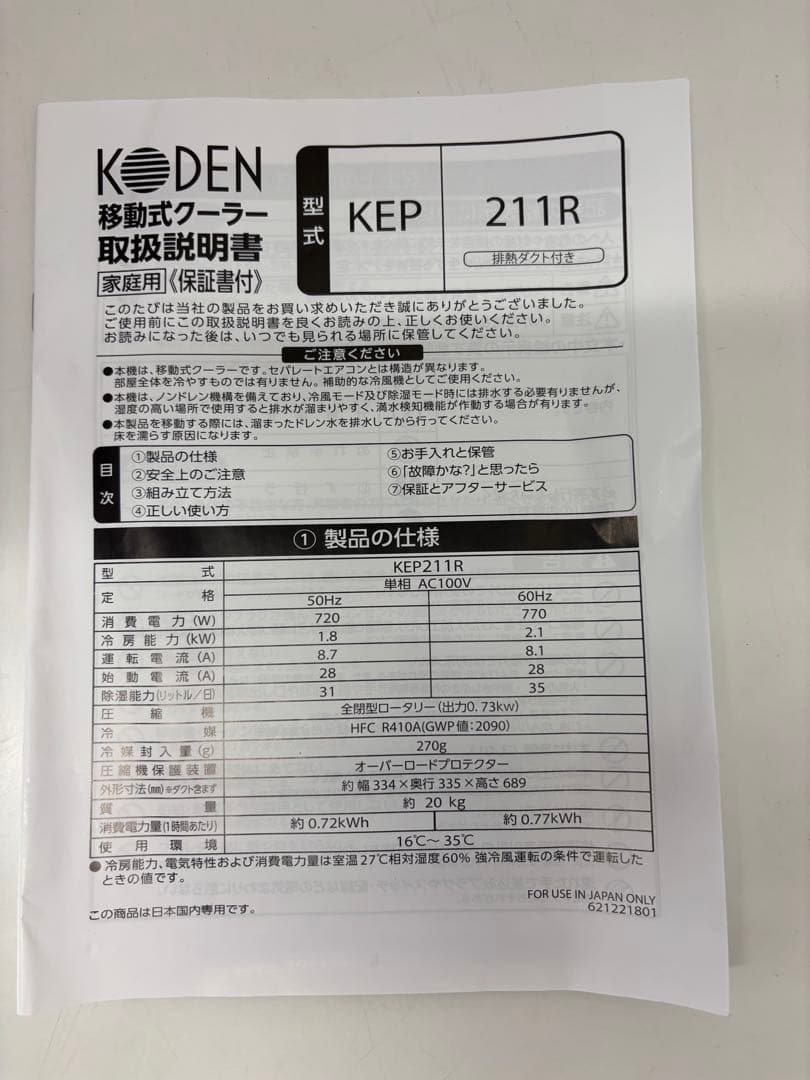 KODEN
移動式クーラー
取扱説明書
家庭用《保証書付》
型式
KEP
211R
排熱ダクト付き
このたびは当社の製品をお買い求めいただき誠にありがとうございました。
ご使用前にこの取扱説明書を良くお読みの上、正しくお使いください。
お読みになった後は、いつでも見られる場所に保管してください。
ご注意ください
●本機は、移動式クーラーです。セパレートエアコンとは構造が異なります。
部屋全体を冷やすものでは有りません。補助的な冷風機としてご使用ください。
●本機は、ノンドレン機構を備えており、冷風モード及び除湿モード時には排水する必要有りませんが、
湿度の高い場所で使用すると排水が溜まりやすく、満水検知機能が作動する場合が有ります。
●本製品を移動する際には、溜まったドレン水を排水してから行ってください。
床を濡らす原因になります。
目次
①製品の仕様
②安全上のご注意
③組み立て方法
④正しい使い方
⑤お手入れと保管
⑥「故障かな?」と思ったら
⑦保証とアフターサービス
① 製品の仕様
型式 KEP211R
定格 単相 AC100V
50Hz 60Hz
消費電力(W) 720 770
冷房能力(kW) 1.8 2.1
運転電流(A) 8.7 8.1
始動電流(A) 28 28
除湿能力(リットル/日) 31 35
圧縮機 全閉型ロータリー(出力0.73kw)
冷媒 HFC R410A(GWP値:2090)
冷媒封入量(g) 270g
圧縮機保護装置 オーバーロードプロテクター
外形寸法(mm)※ダクト含まず 約 幅334×奥行335×高さ689
質量 約 20 kg
消費電力量(1時間あたり) 約0.72kWh 約0.77kWh
使用環境 16℃~35℃
●冷房能力、電気特性および消費電力量は室温27℃相対湿度60% 強冷風運転の条件で運転した
ときの値です。
この商品は日本国内専用です。
FOR USE IN JAPAN ONLY
621221801